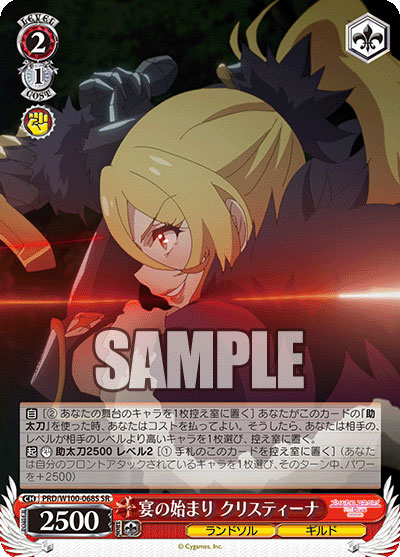 LEVEL
2
1
COST
SAMPLE
自 [② あなたの舞台のキャラを1枚控え室に置く] あなたがこのカードの「助
太刀」を使った時、あなたはコストを払ってよい。そうしたら、あなたは相手の、
レベルが相手のレベルより高いキャラを1枚選び、控え室に置く。
起 助太刀2500 レベル2 [① 手札のこのカードを控え室に置く] (あなた
は自分のフロントアタックされているキャラを1枚選び、そのターン中、パワー
を+2500)
CH PRD/W100-068S SR
2500
宴の始まり クリスティーナ
ランドソル ギルド
© Cygames, Inc.